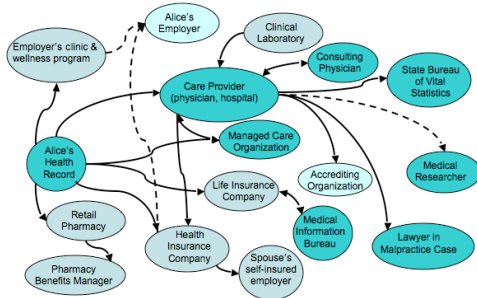 Alice's
Employer
Clinical
Laboratory
Employer's clinic &
wellness program
Consulting
Physician
State Bureau
of Vital
Statistics
Care Provider
(physician, hospital)
Managed Care
Organization
Alice's
Health
Record
Accrediting
Organization
Medical
Researcher
Life Insurance
Company
Retail
Pharmacy
Medical
Information
Bureau
Health
Insurance
Company
Lawyer in
Malpractice Case
Spouse's
self-insured
employer
Pharmacy
Benefits Manager